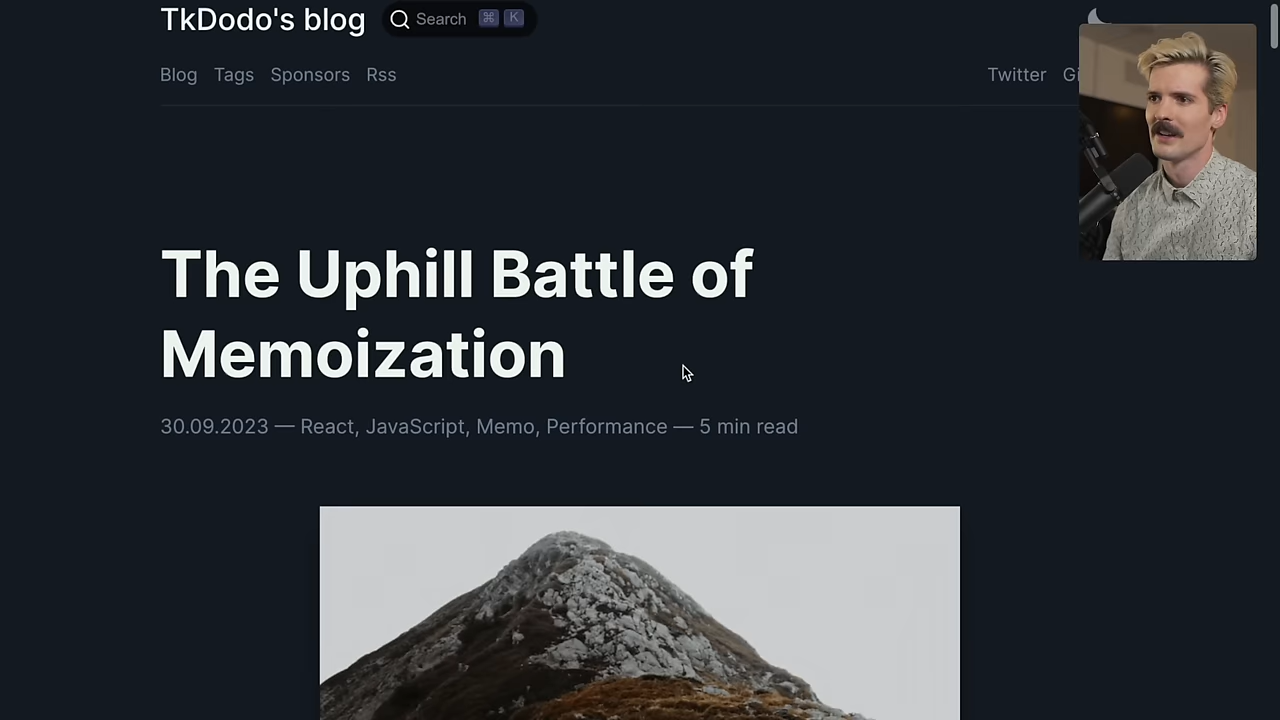 TkDodo's blog
Search ⌘ K
Blog Tags Sponsors Rss
Twitter Gi
The Uphill Battle of
Memoization
30.09.2023 — React, JavaScript, Memo, Performance — 5 min read